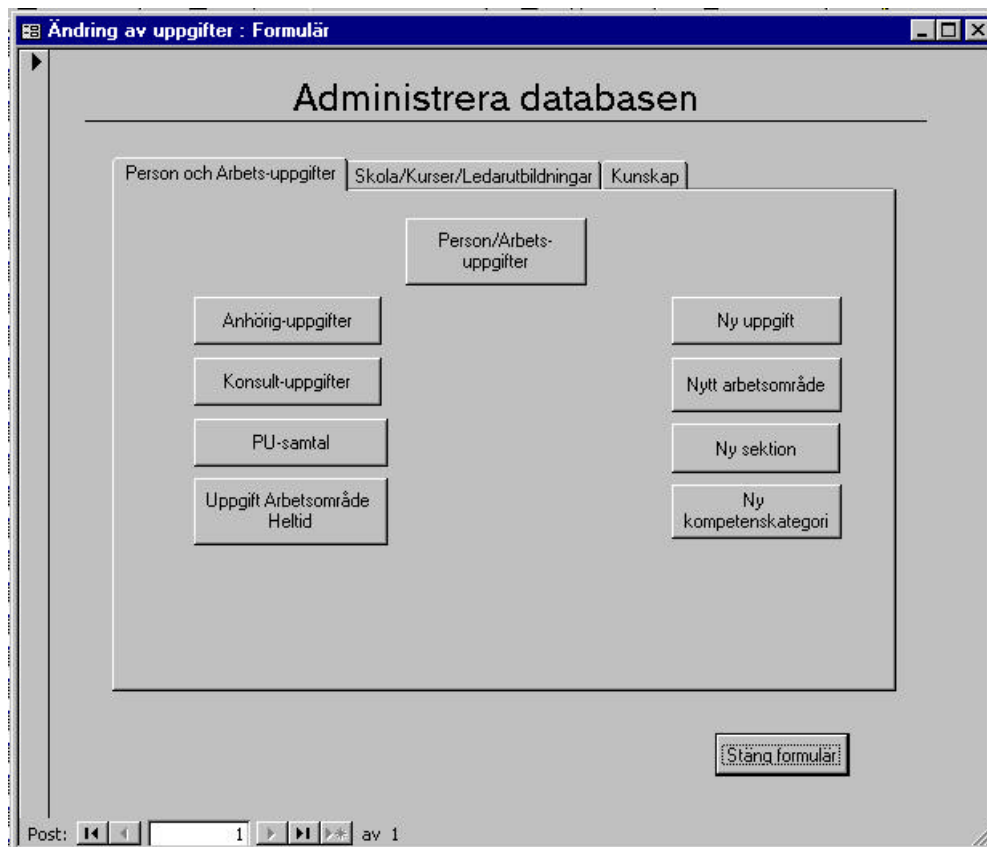 Ändring av uppgifter : Formulär
Administrera databasen
Person och Arbets-uppgifter
Skola/Kurser/Ledarutbildningar
Kunskap
Person/Arbets-
uppgifter
Anhörig-uppgifter
Ny uppgift
Konsult-uppgifter
Nytt arbetsområde
PU-samtal
Ny sektion
Uppgift Arbetsområde
Heltid
Ny
kompetenskategori
Stäng formulär
Post: 1 av 1